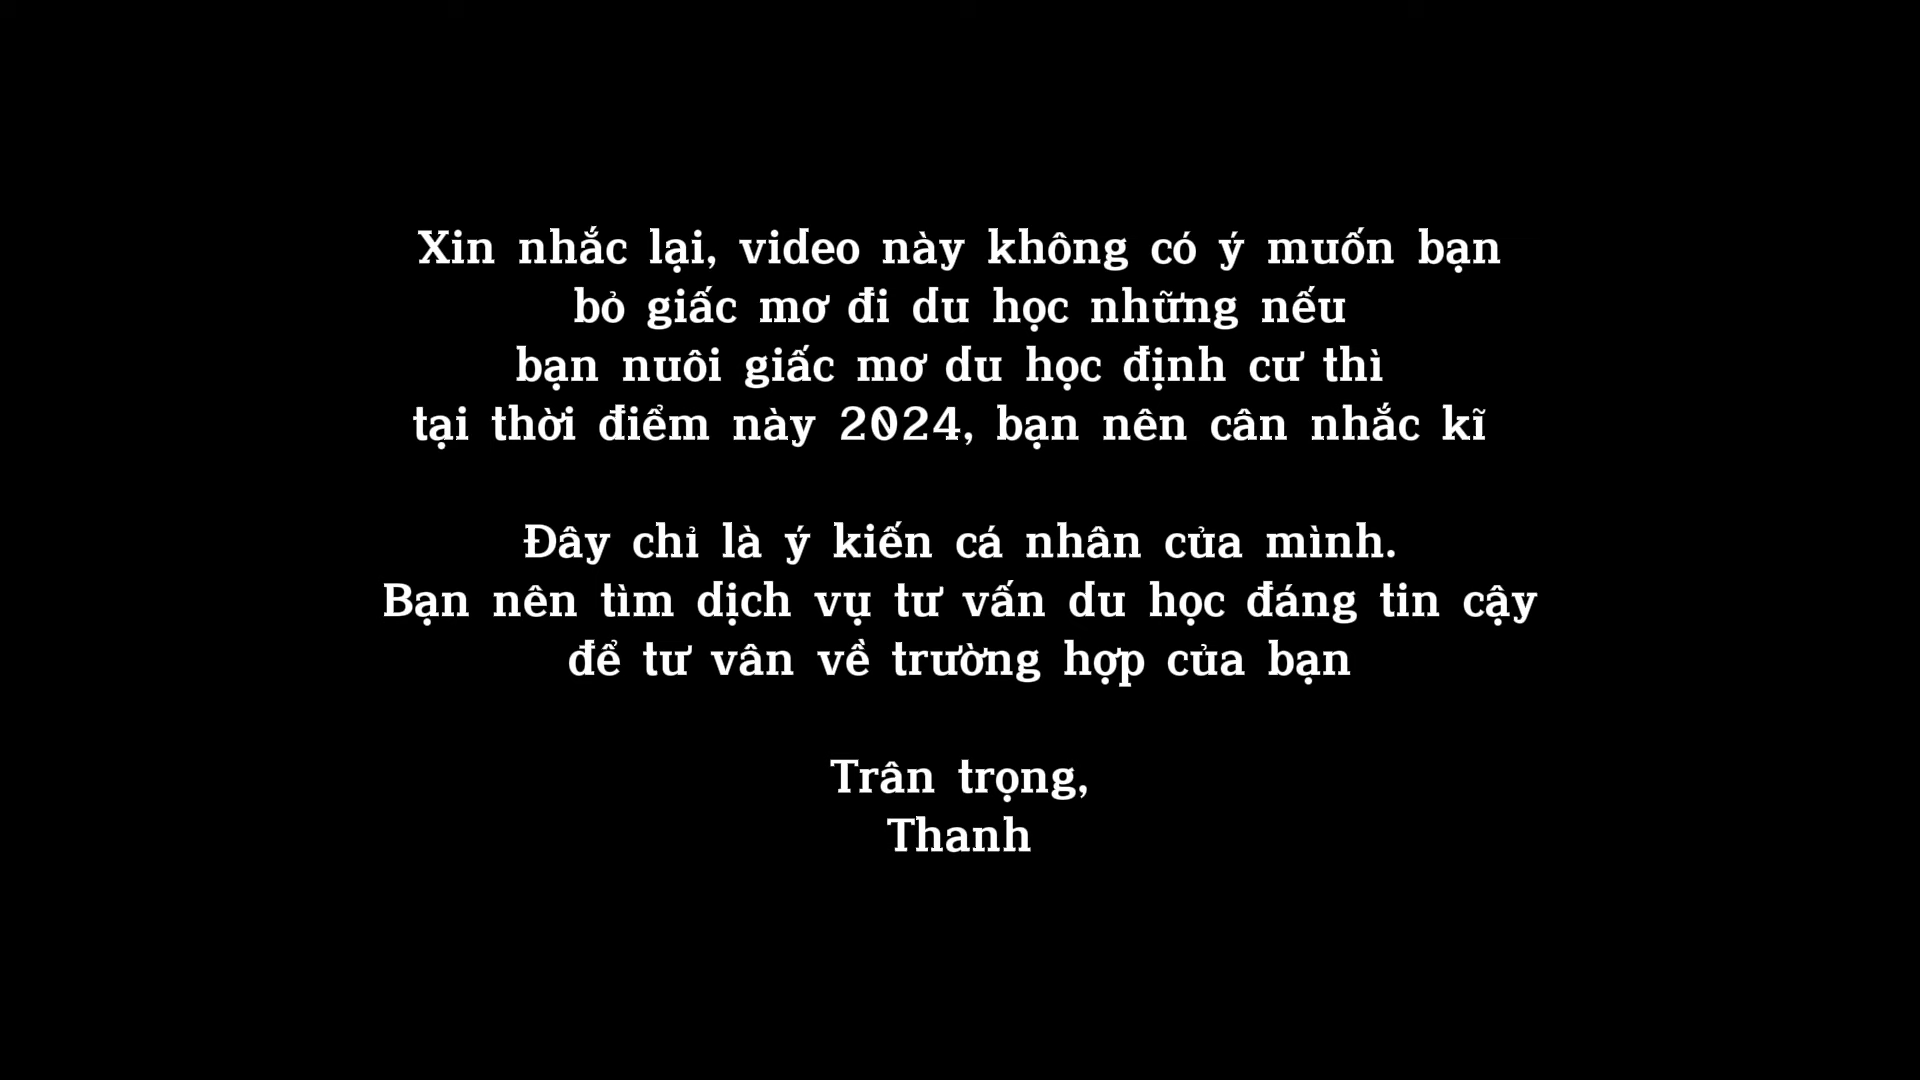 Xin nhắc lại, video này không có ý muốn bạn
bỏ giấc mơ đi du học những nếu
bạn nuôi giấc mơ du học định cư thì
tại thời điểm này 2024, bạn nên cân nhắc kĩ
Đây chỉ là ý kiến cá nhân của mình.
Bạn nên tìm dịch vụ tư vấn du học đáng tin cậy
để tư vân về trường hợp của bạn
Trân trọng,
Thanh